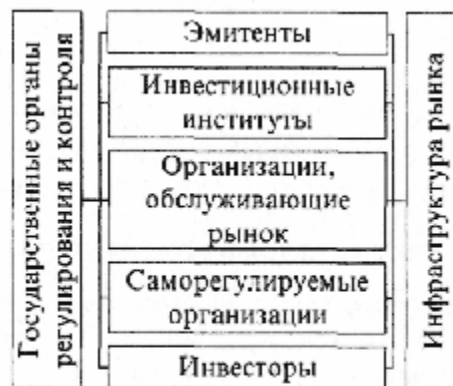 Государственные органы
регулирования и контроля
Эмитенты
Инвестиционные
институты
Организации,
обслуживающие
рынок
Саморегулируемые
организации
Инвесторы
Инфраструктура рынка